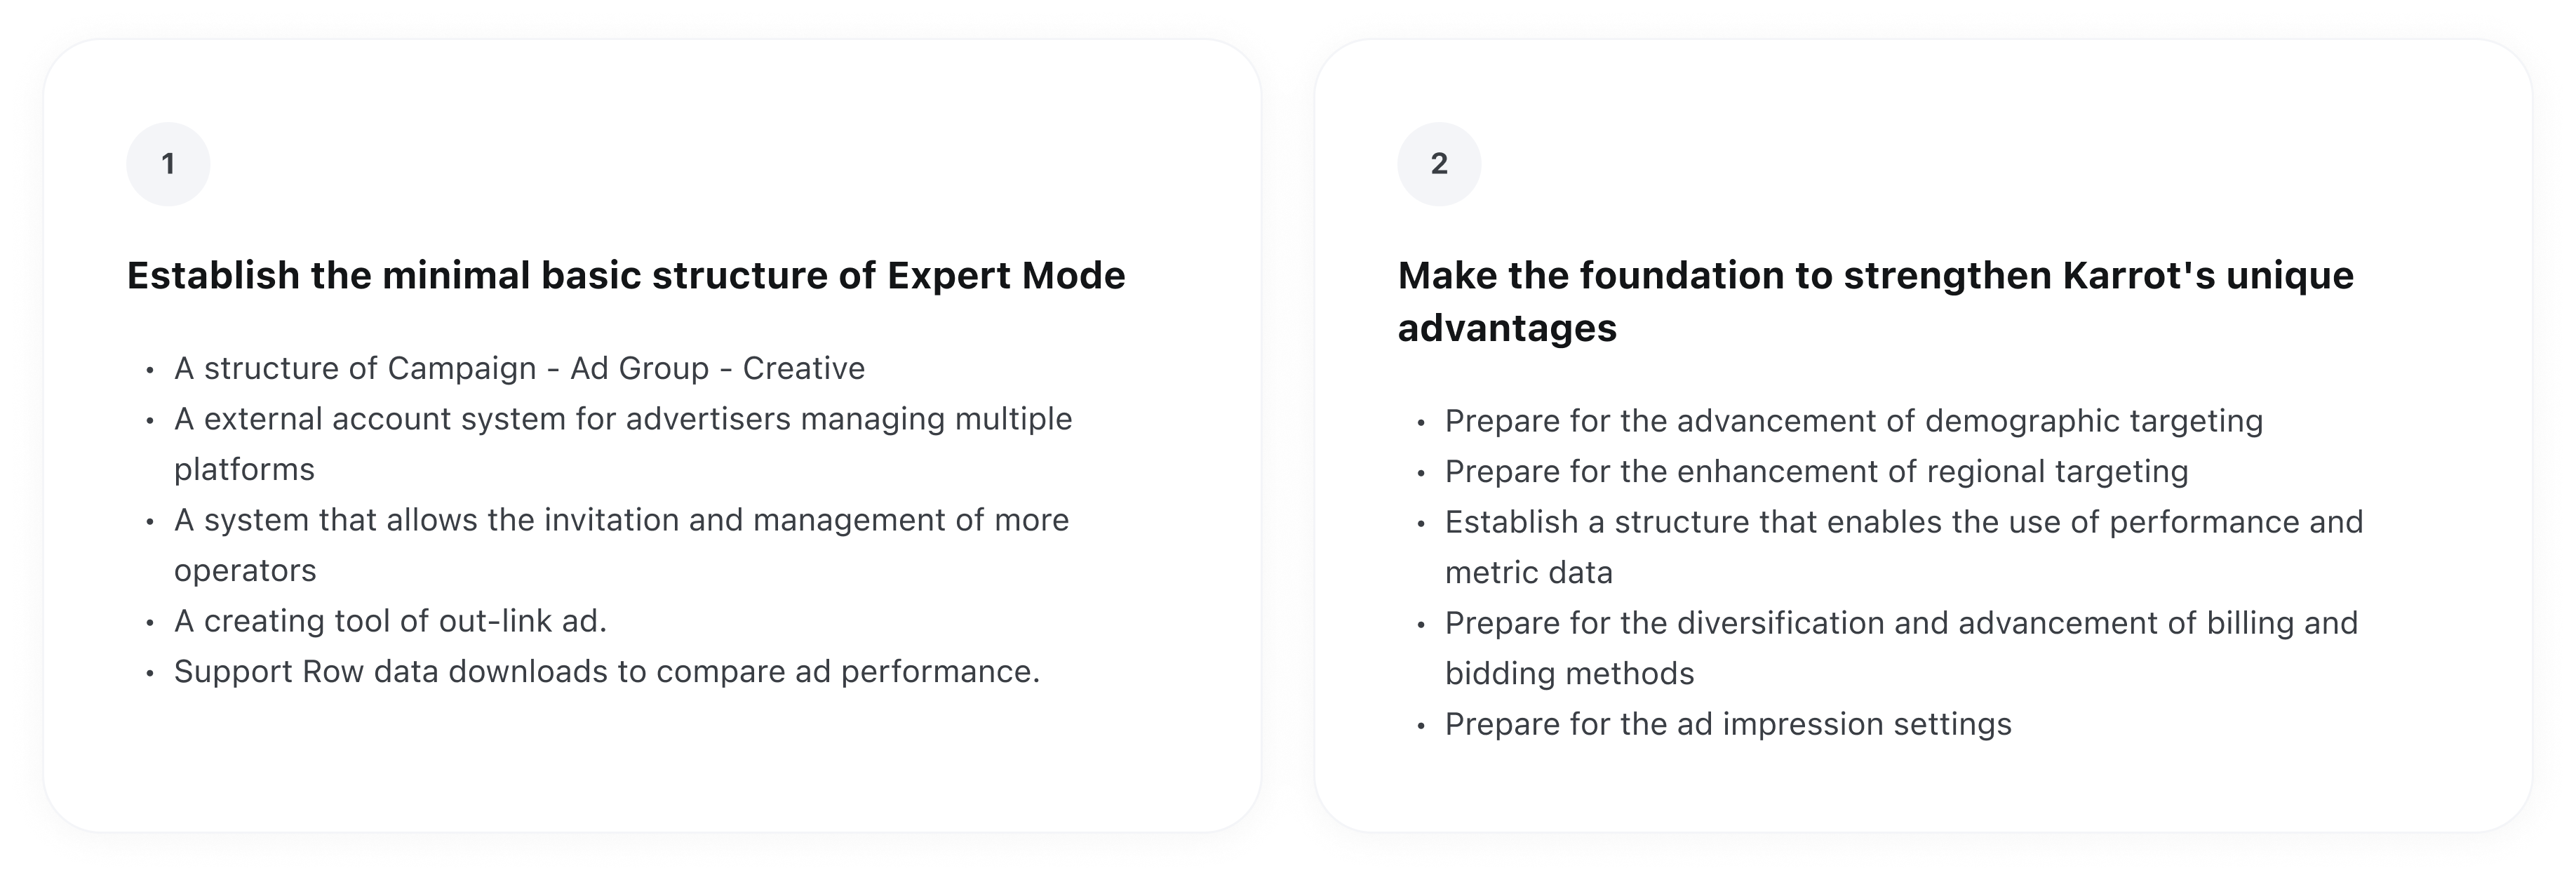 1
Establish the minimal basic structure of Expert Mode
• A structure of Campaign - Ad Group - Creative
• A external account system for advertisers managing multiple
platforms
• A system that allows the invitation and management of more
operators
• A creating tool of out-link ad.
• Support Row data downloads to compare ad performance.
2
Make the foundation to strengthen Karrot's unique
advantages
• Prepare for the advancement of demographic targeting
• Prepare for the enhancement of regional targeting
• Establish a structure that enables the use of performance and
metric data
• Prepare for the diversification and advancement of billing and
bidding methods
• Prepare for the ad impression settings